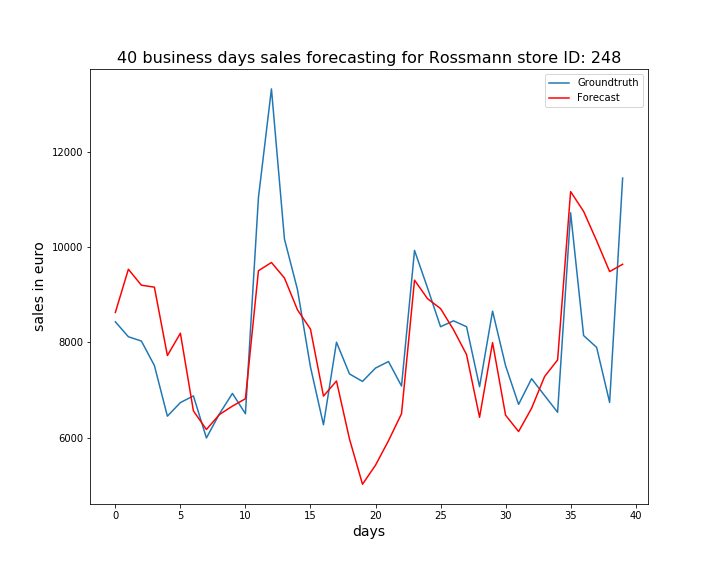 40 business days sales forecasting for Rossmann store ID: 248
Groundtruth
Forecast
sales in euro
12000
10000
8000
6000
0 5 10 15 20 25 30 35 40
days